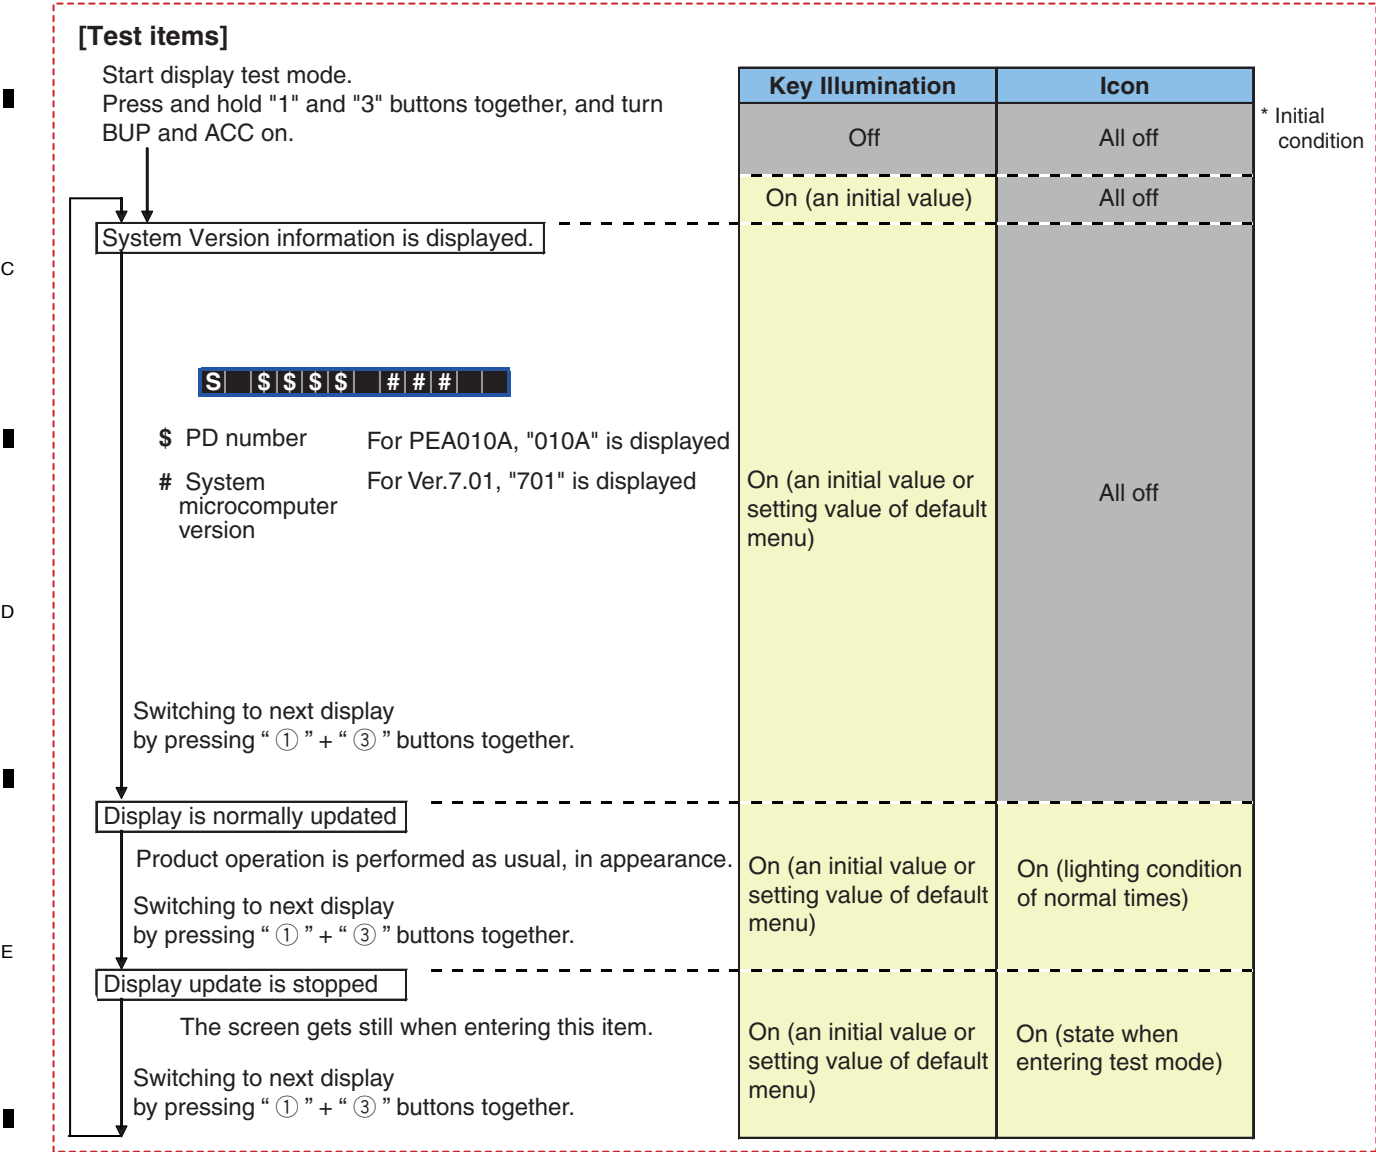 [Test items]
Start display test mode.
Press and hold "1" and "3" buttons together, and turn
BUP and ACC on.
Key Illumination
Icon
Off
All off
* Initial
condition
On (an initial value)
All off
System Version information is displayed.
C
S $ $ $ $ # # #
$ PD number
For PEA010A, "010A" is displayed
# System
microcomputer
version
For Ver.7.01, "701" is displayed
On (an initial value or
setting value of default
menu)
All off
D
Switching to next display
by pressing “ ① ” + “ ③ ” buttons together.
Display is normally updated
Product operation is performed as usual, in appearance.
Switching to next display
by pressing “ ① ” + “ ③ ” buttons together.
On (an initial value or
setting value of default
menu)
On (lighting condition
of normal times)
E
Display update is stopped
The screen gets still when entering this item.
Switching to next display
by pressing “ ① ” + “ ③ ” buttons together.
On (an initial value or
setting value of default
menu)
On (state when
entering test mode)